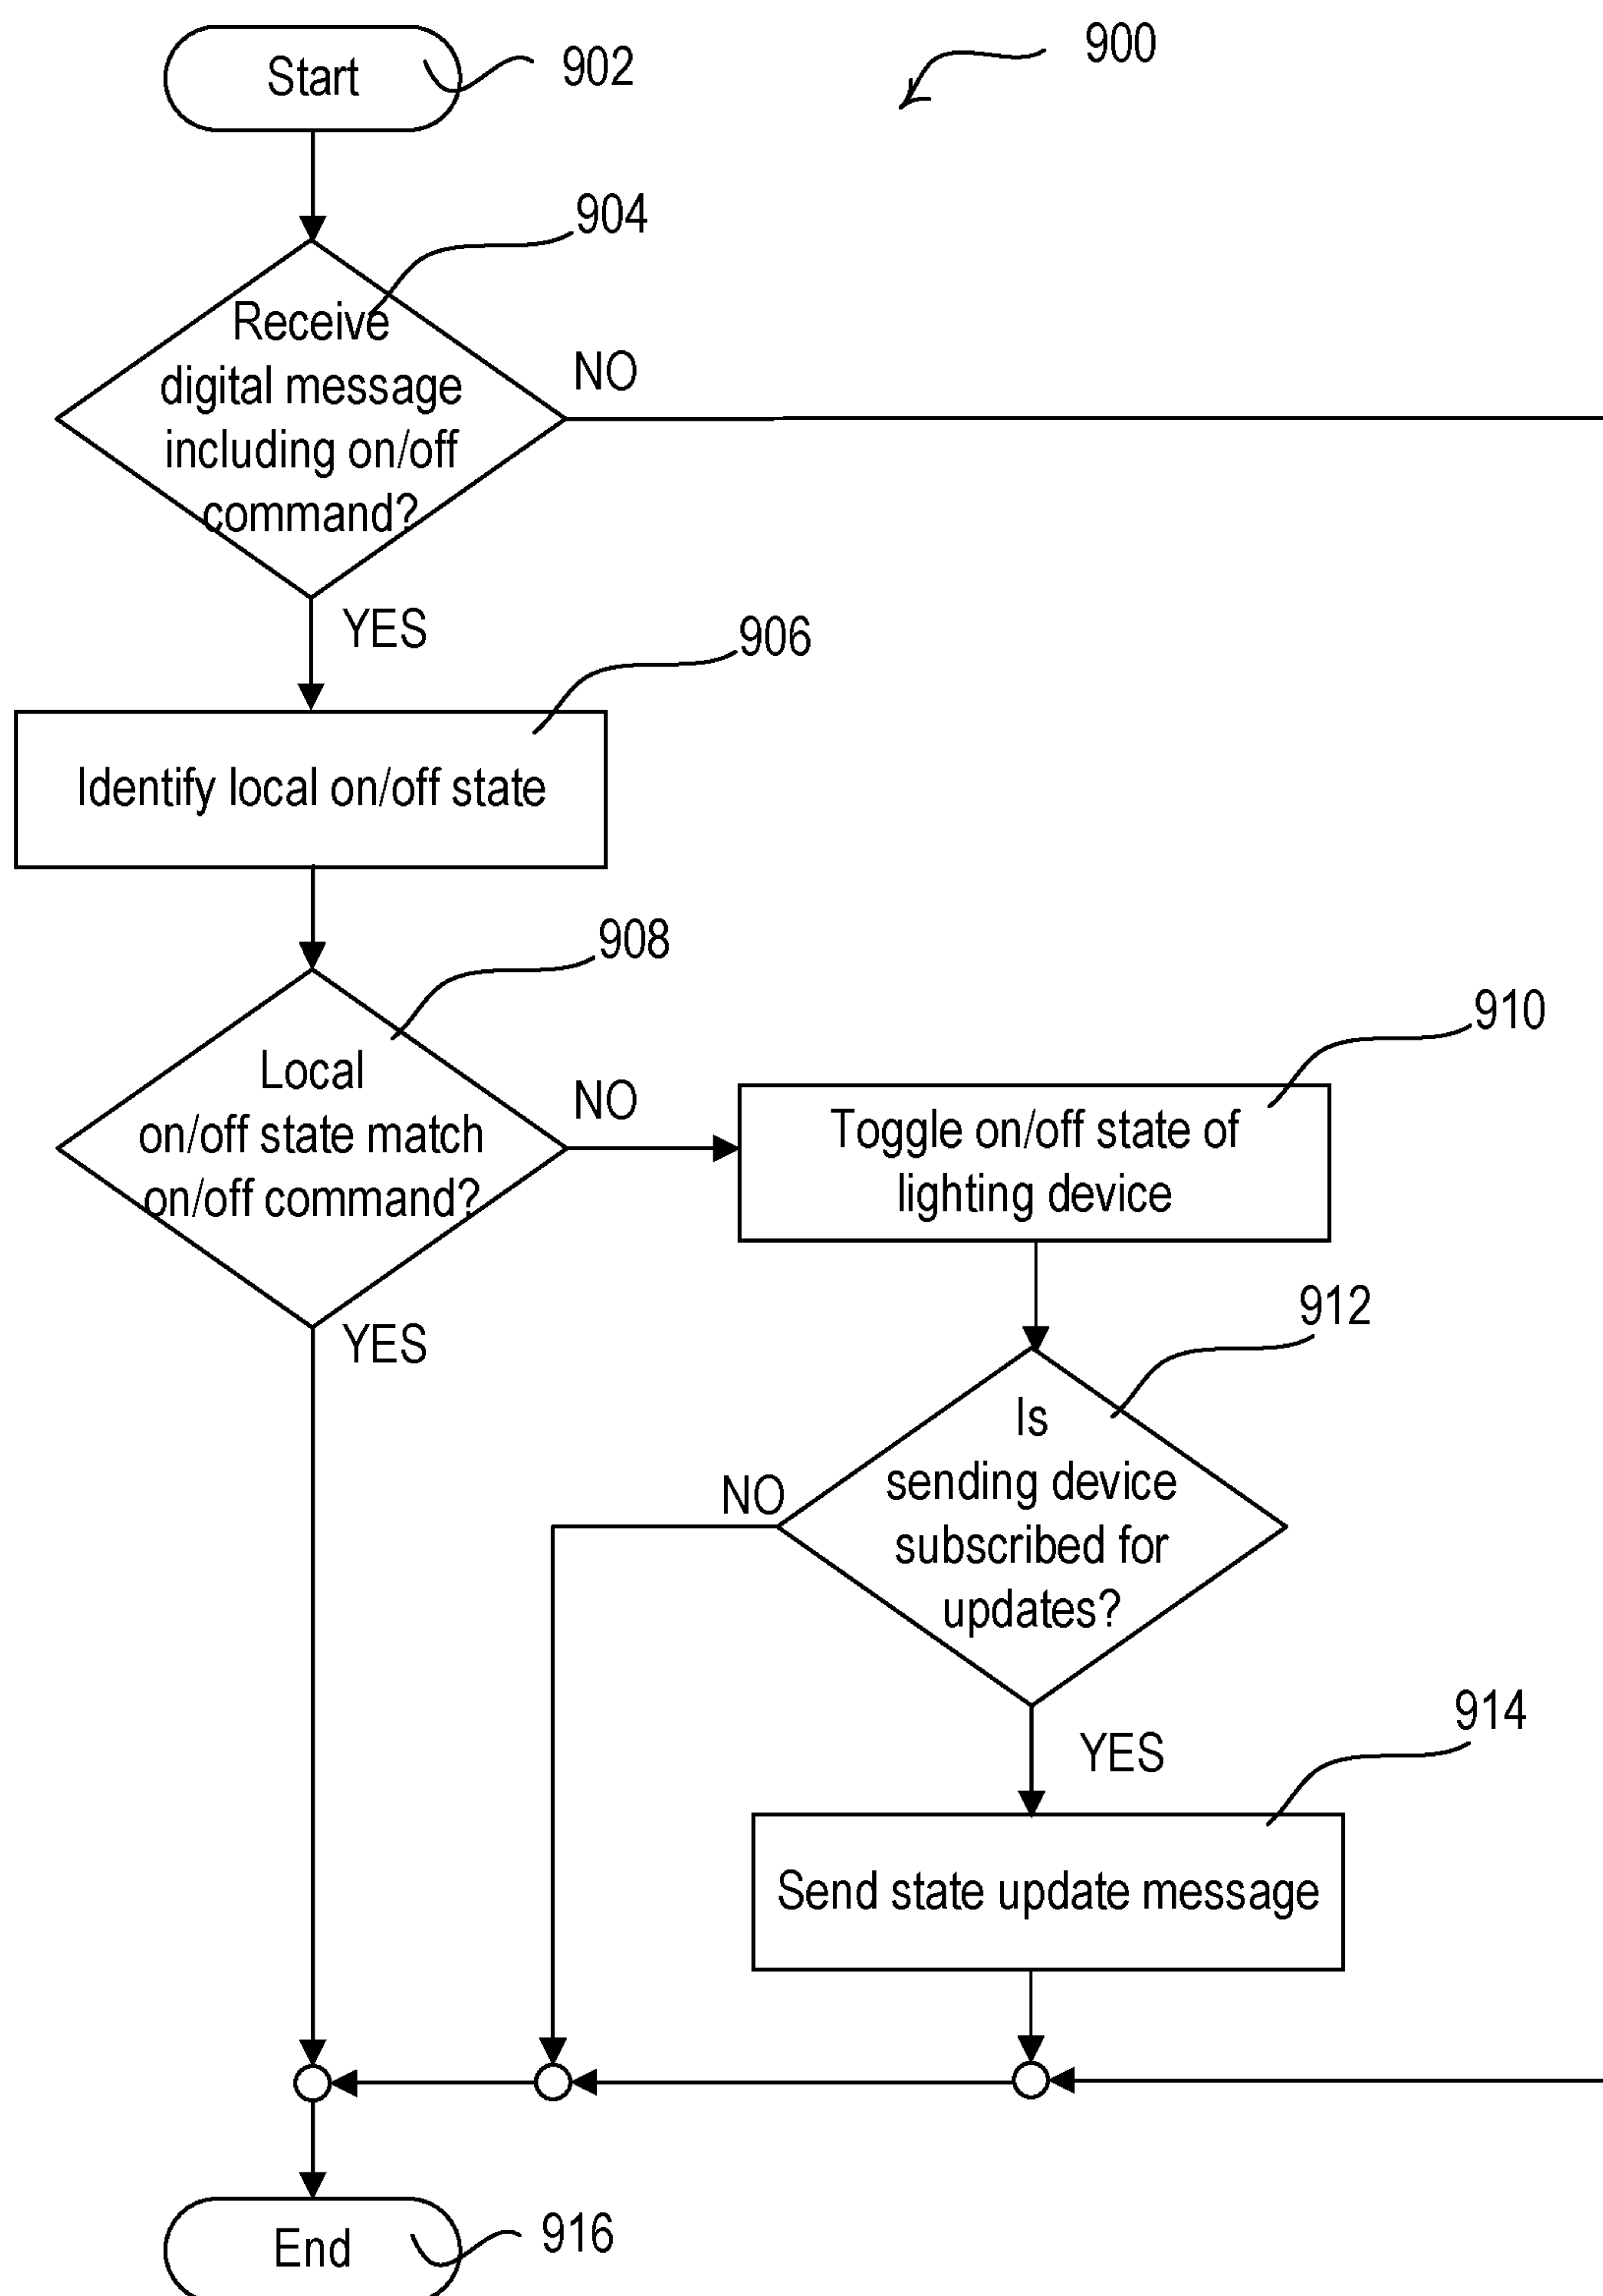 Start
902
900
904
Receive
digital message
including on/off
command?
NO
YES
906
Identify local on/off state
908
Local
on/off state match
on/off command?
NO
YES
910
Toggle on/off state of
lighting device
912
Is
sending device
subscribed for
updates?
NO
YES
914
Send state update message
End
916